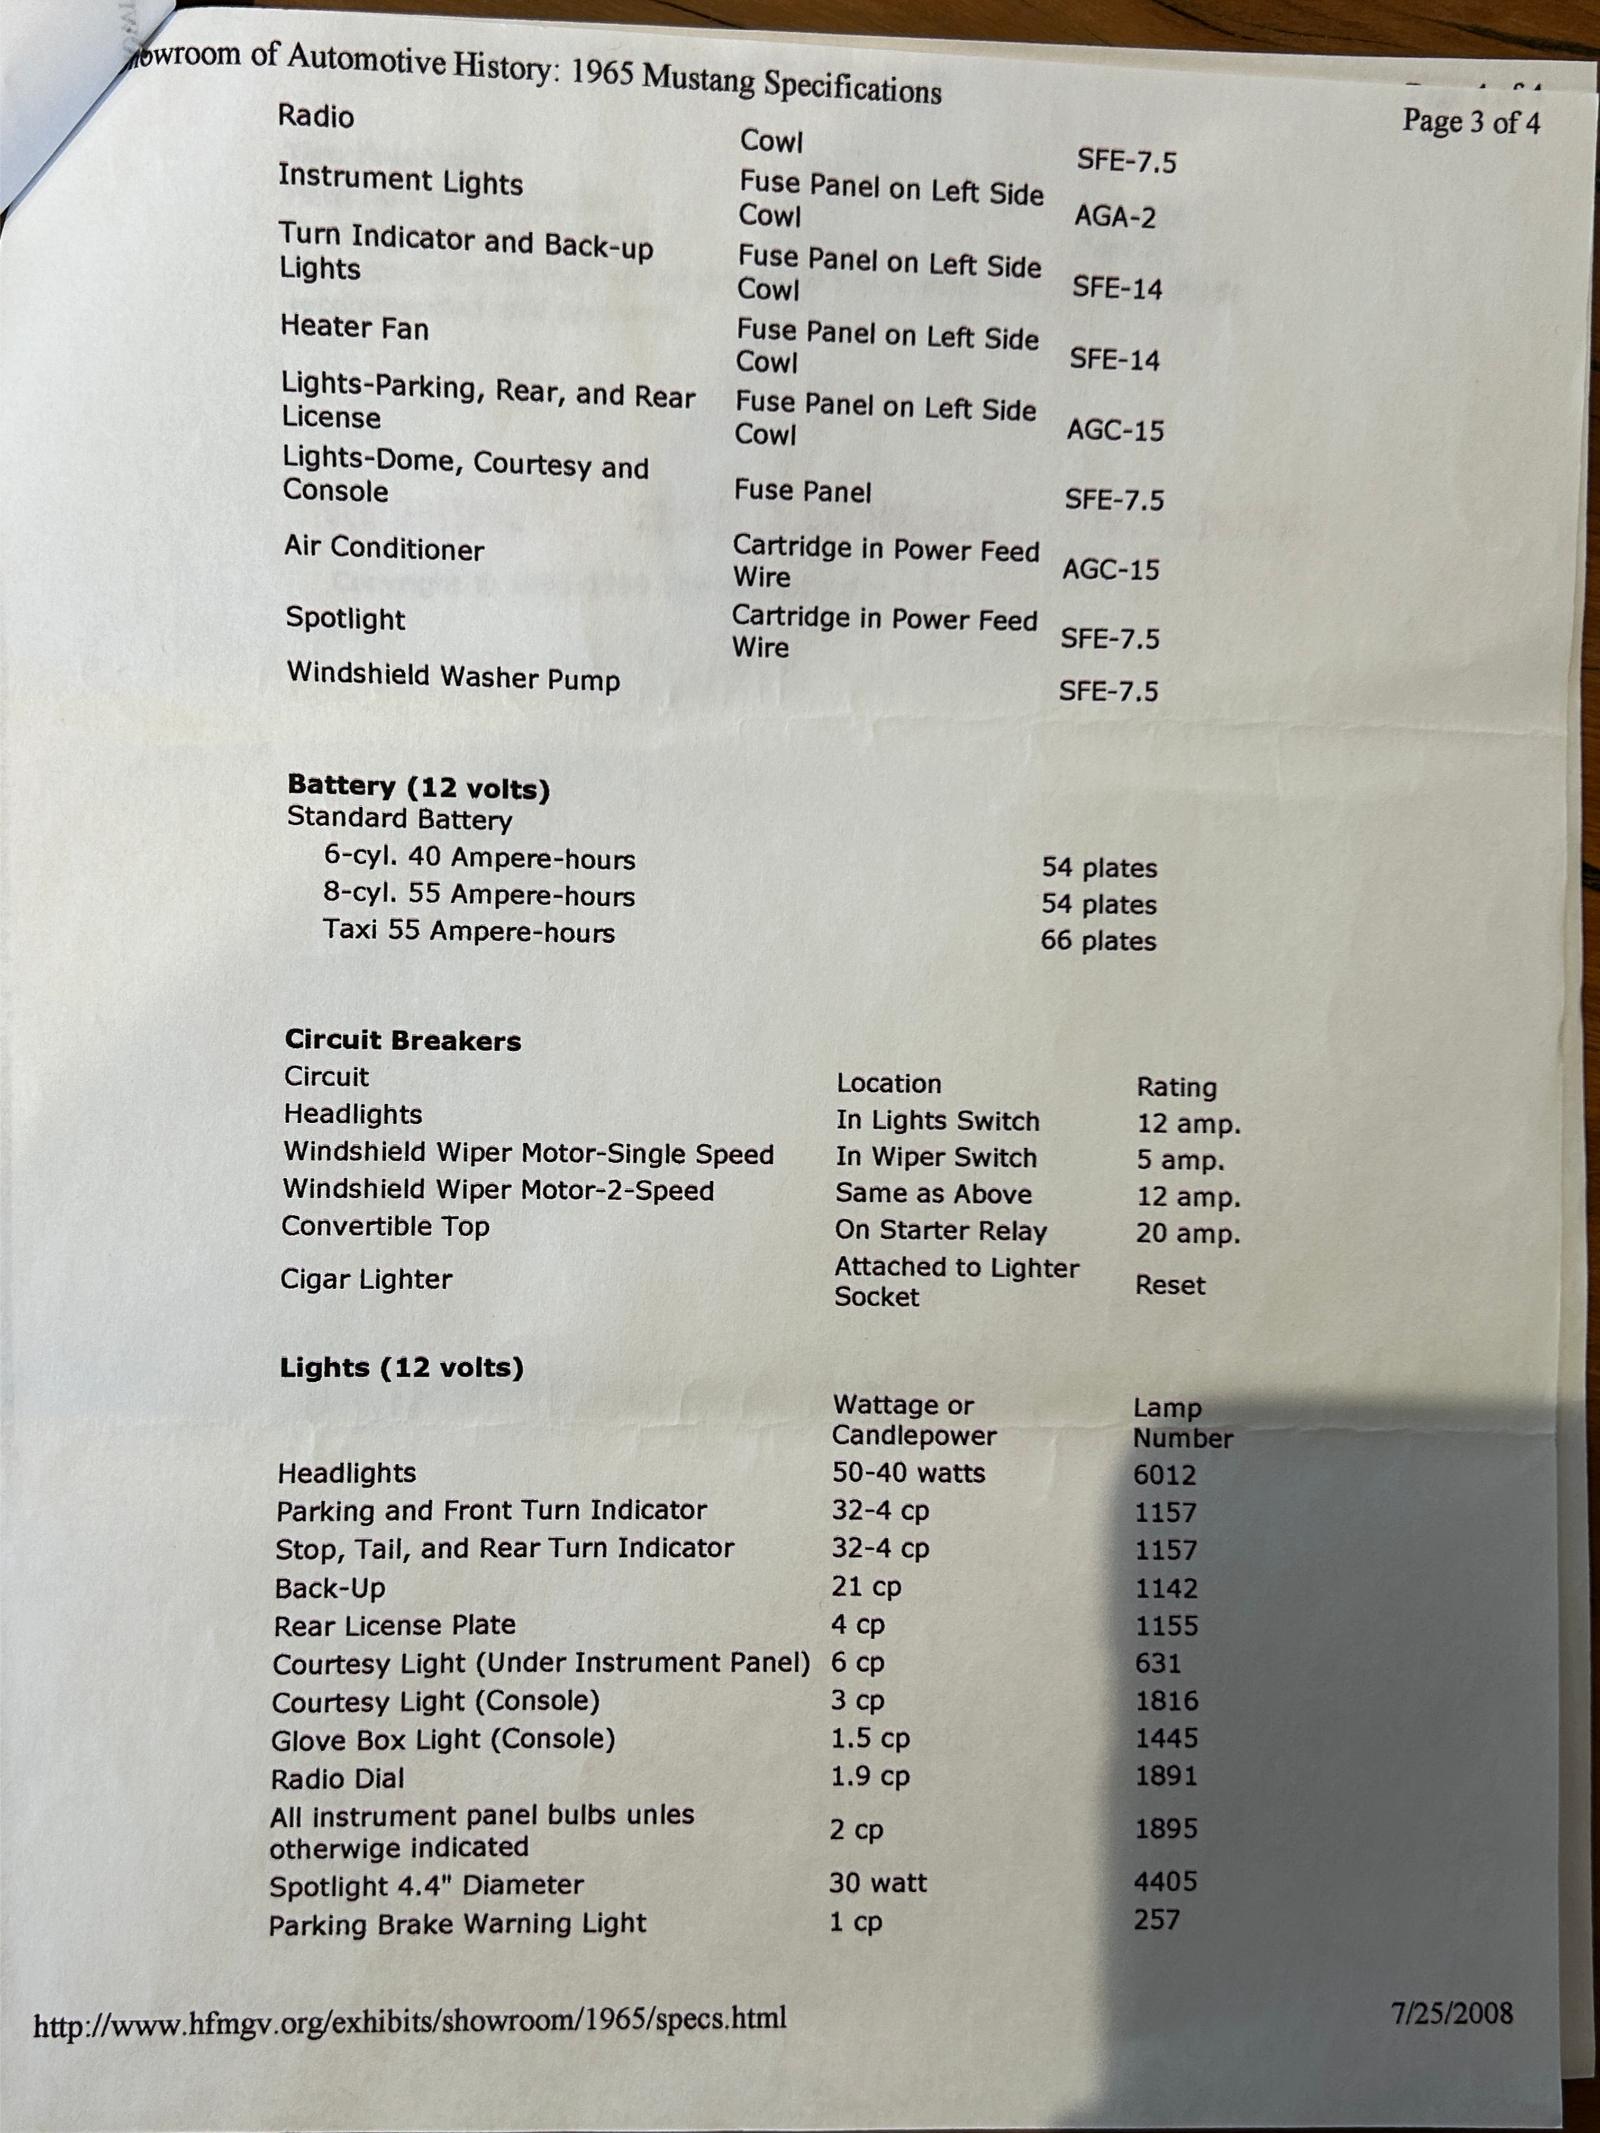 owroom of Automotive History: 1965 Mustang Specifications
Page 3 of 4
Radio Cowl SFE-7.5
Instrument Lights Fuse Panel on Left Side
Cowl AGA-2
Turn Indicator and Back-up
Lights Fuse Panel on Left Side
Cowl SFE-14
Heater Fan Fuse Panel on Left Side
Cowl SFE-14
Lights-Parking, Rear, and Rear
License Fuse Panel on Left Side
Cowl AGC-15
Lights-Dome, Courtesy and
Console Fuse Panel SFE-7.5
Air Conditioner Cartridge in Power Feed
Wire AGC-15
Spotlight Cartridge in Power Feed
Wire SFE-7.5
Windshield Washer Pump SFE-7.5
Battery (12 volts)
Standard Battery
6-cyl. 40 Ampere-hours 54 plates
8-cyl. 55 Ampere-hours 54 plates
Taxi 55 Ampere-hours 66 plates
Circuit Breakers
Circuit Location Rating
Headlights In Lights Switch 12 amp.
Windshield Wiper Motor-Single Speed In Wiper Switch 5 amp.
Windshield Wiper Motor-2-Speed Same as Above 12 amp.
Convertible Top On Starter Relay 20 amp.
Cigar Lighter Attached to Lighter
Socket Reset
Lights (12 volts)
Wattage or Lamp
Candlepower Number
Headlights 50-40 watts 6012
Parking and Front Turn Indicator 32-4 cp 1157
Stop, Tail, and Rear Turn Indicator 32-4 cp 1157
Back-Up 21 cp 1142
Rear License Plate 4 cp 1155
Courtesy Light (Under Instrument Panel) 6 cp 631
Courtesy Light (Console) 3 cp 1816
Glove Box Light (Console) 1.5 cp 1445
Radio Dial 1.9 cp 1891
All instrument panel bulbs unles
otherwige indicated 2 cp 1895
Spotlight 4.4" Diameter 30 watt 4405
Parking Brake Warning Light 1 cp 257
http://www.hfmgv.org/exhibits/showroom/1965/specs.html 7/25/2008